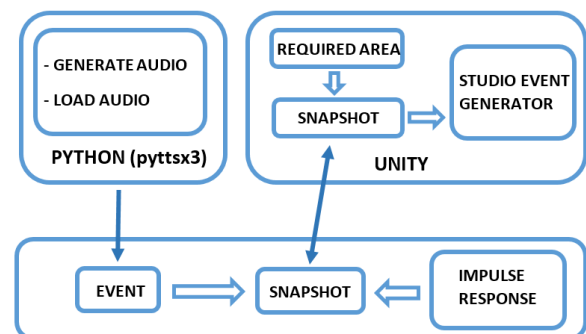 - GENERATE AUDIO
- LOAD AUDIO
PYTHON (pyttsx3)
REQUIRED AREA
SNAPSHOT
STUDIO EVENT
GENERATOR
UNITY
EVENT
SNAPSHOT
IMPULSE
RESPONSE